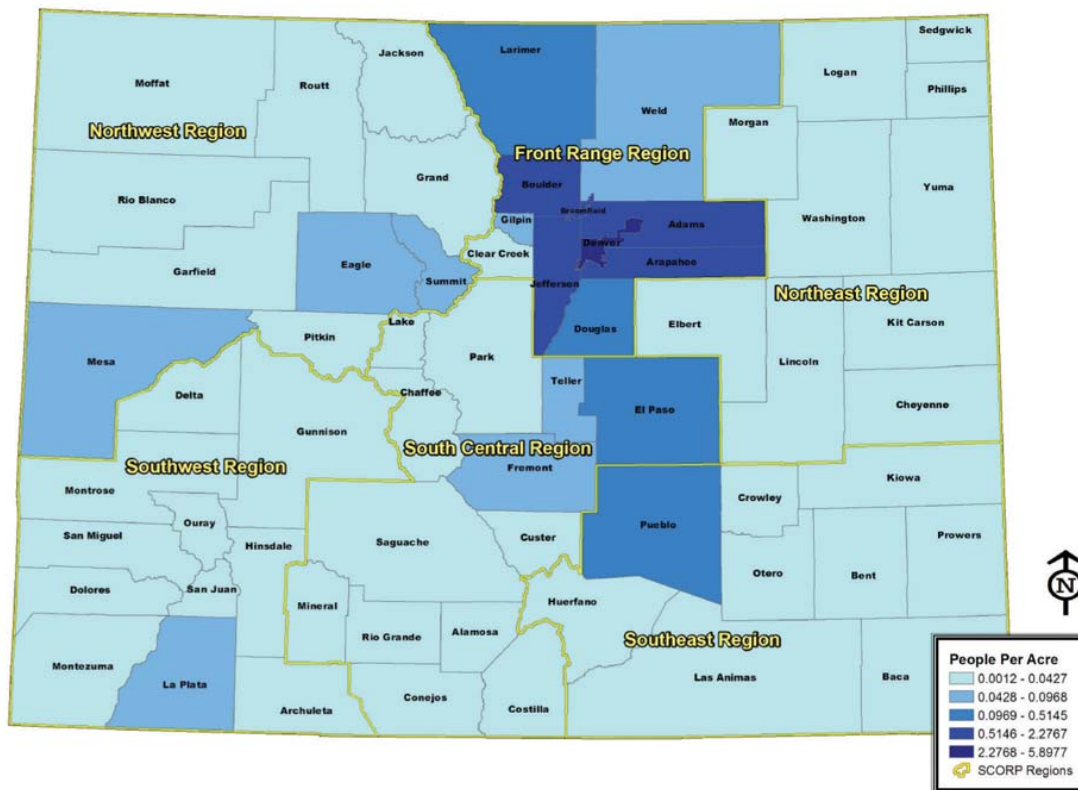 Jackson
Larimer
Sedgwick
Logan
Moffat
Routt
Phillips
Weld
Morgan
Northwest Region
Front Range Region
Grand
Boulder
Yuma
Rio Blanco
Broomfield
Gilpin
Adams
Washington
Denver
Clear Creek
Eagle
Arapahoe
Garfield
Summit
Jefferson
Northeast Region
Lake
Elbert
Kit Carson
Pitkin
Douglas
Mesa
Park
Lincoln
Teller
Delta
Chaffee
Cheyenne
El Paso
Gunnison
South Central Region
Southwest Region
Fremont
Kiowa
Montrose
Crowley
Ouray
Pueblo
San Miguel
Hinsdale
Saguache
Custer
Prowers
Otero
Bent
Dolores
San Juan
N
Huerfano
Mineral
Alamosa
Rio Grande
Southeast Region
Montezuma
La Plata
Las Animas
Baca
Conejos
Archuleta
Costilla
People Per Acre
0.0012 - 0.0427
0.0428 - 0.0968
0.0969 - 0.5145
0.5146 - 2.2767
2.2768 - 5.8977
SCORP Regions